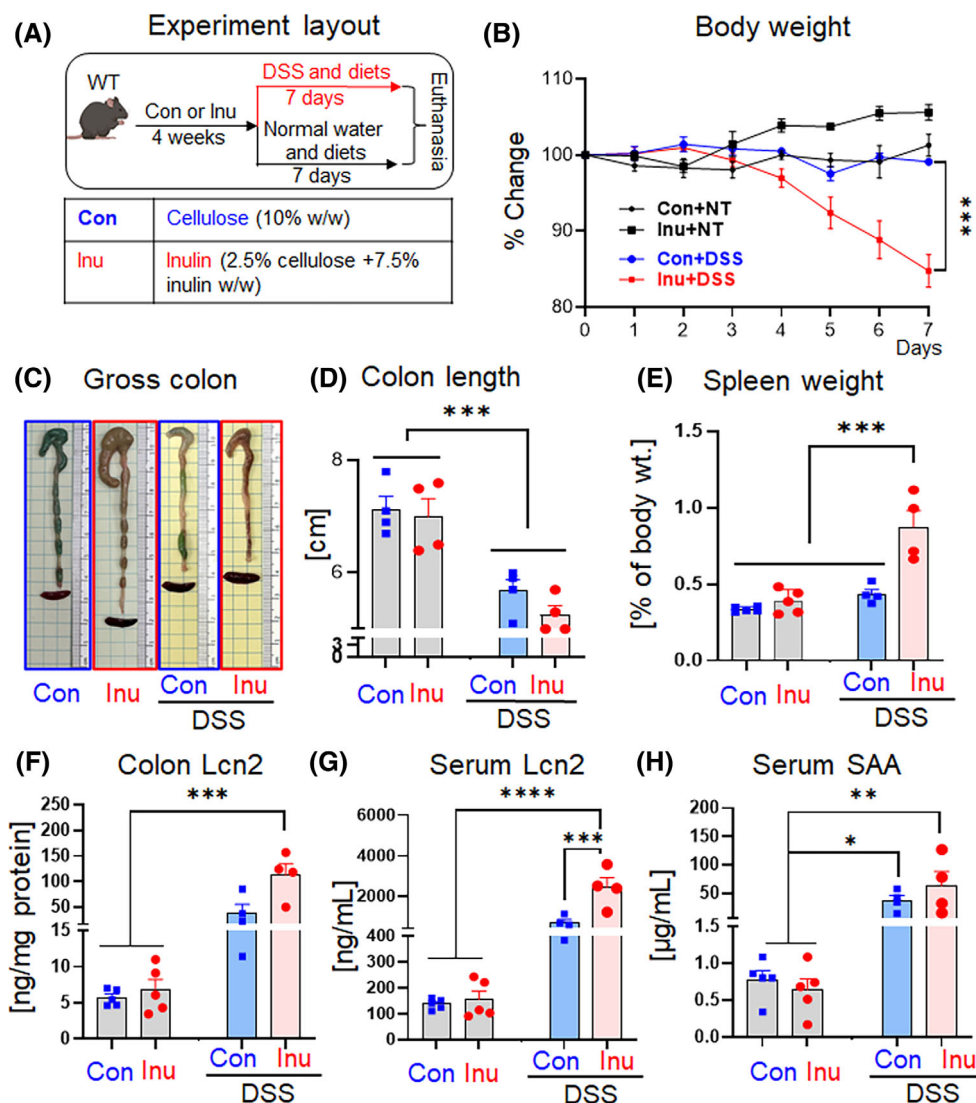 (A) Experiment layout
WT
Con or Inu
4 weeks
DSS and diets
7 days
Normal water
and diets
7 days
Euthanasia
Con Cellulose (10% w/w)
Inu Inulin (2.5% cellulose +7.5%
inulin w/w)
(B) Body weight
% Change
110
100
90
80
Con+NT
Inu+NT
Con+DSS
Inu+DSS
***
0 1 2 3 4 5 6 7
Days
(C) Gross colon
Con Inu Con Inu
DSS
(D) Colon length
***
[cm]
8
6
3
0
Con Inu Con Inu
DSS
(E) Spleen weight
***
[% of body wt.]
1.5
1.0
0.5
0.0
Con Inu Con Inu
DSS
(F) Colon Lcn2
***
[ng/mg protein]
250
200
150
100
50
15
10
5
0
Con Inu Con Inu
DSS
(G) Serum Lcn2
****
***
[ng/mL]
6000
4000
2000
400
300
200
100
0
Con Inu Con Inu
DSS
(H) Serum SAA
**
*
[µg/mL]
200
150
100
50
1.5
1.0
0.5
0.0
Con Inu Con Inu
DSS